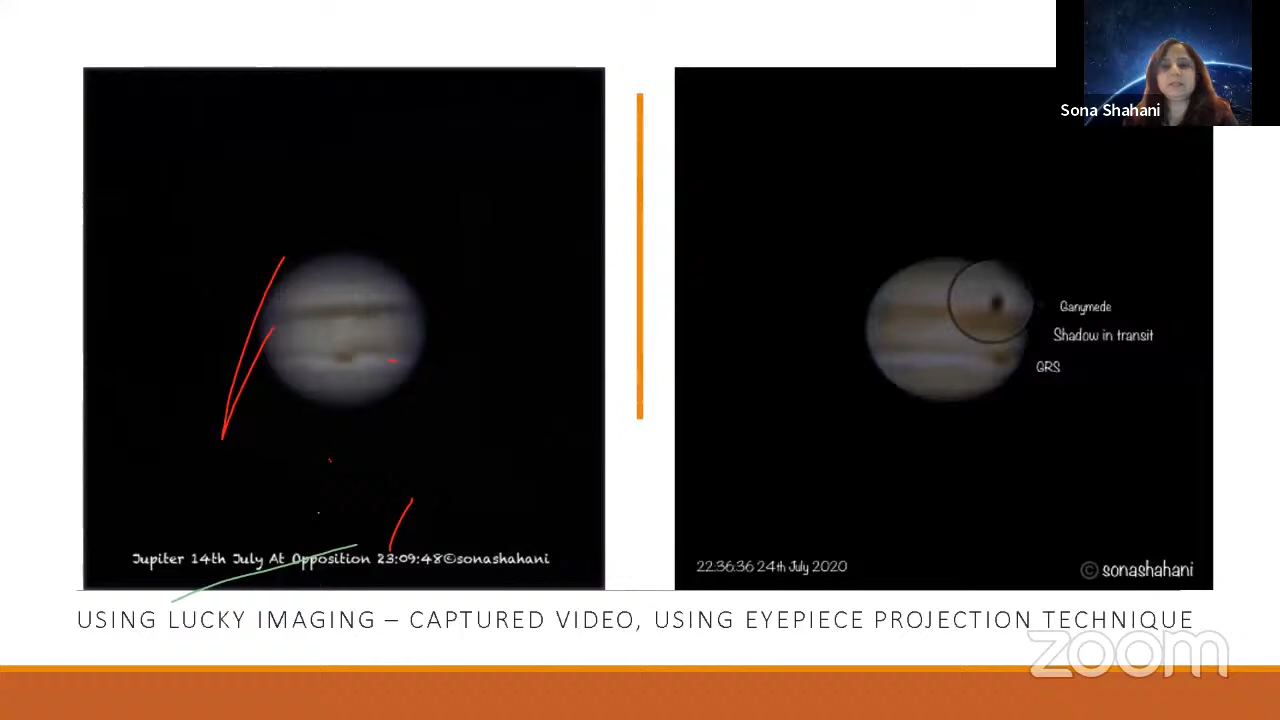 Sona Shahani
Ganymede
Shadow in transit
GRS
Jupiter 14th July At Opposition 23:09:48©sonashahani
22:36:36 24th July 2020
© sonashahani
USING LUCKY IMAGING – CAPTURED VIDEO, USING EYEPIECE PROJECTION TECHNIQUE
zoom